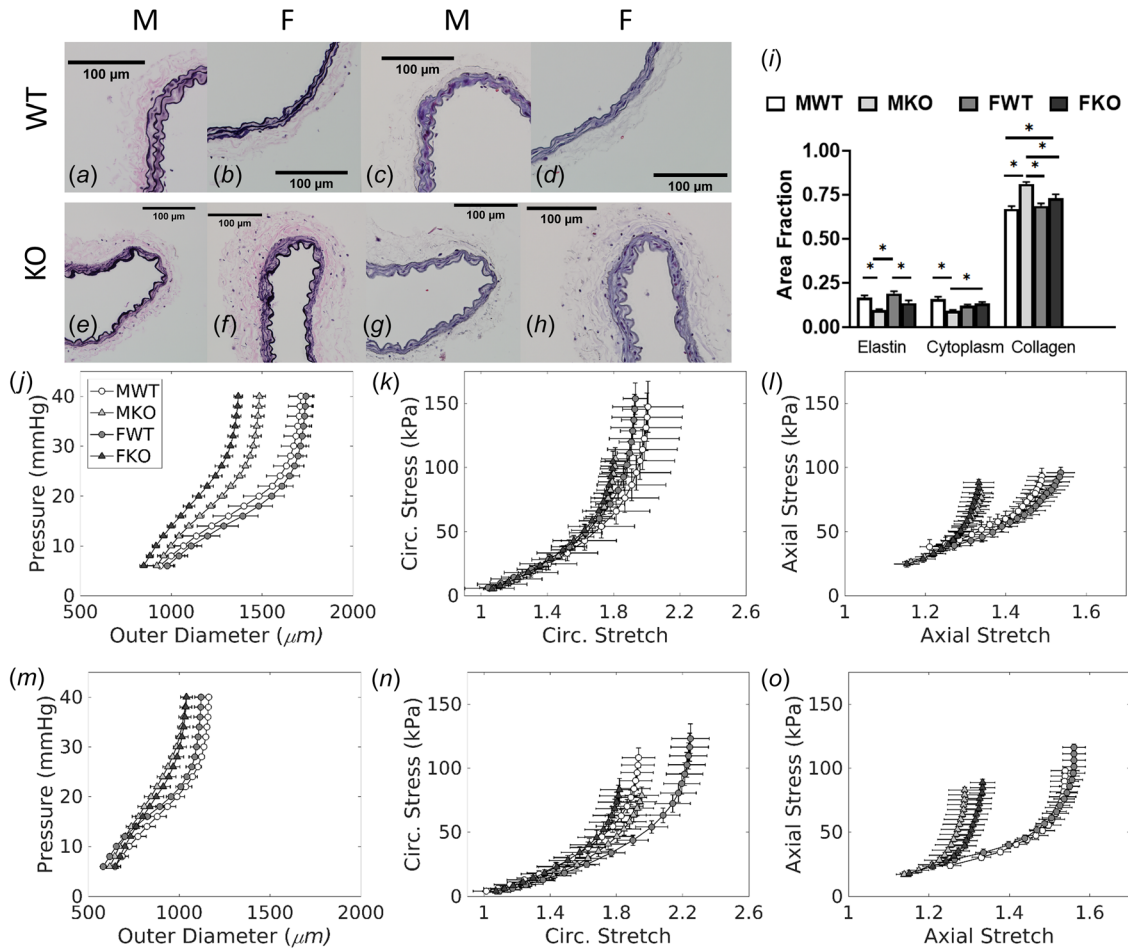 M F M F
WT
100 μm 100 μm 100 μm 100 μm
(a) (b) (c) (d)
KO
100 μm 100 μm 100 μm 100 μm
(e) (f) (g) (h)
(i)
MWT MKO FWT FKO
* * * *
* *
* * * *
1.00
0.75
0.50
0.25
0.00
Area Fraction
Elastin Cytoplasm Collagen
(j)
MWT
MKO
FWT
FKO
40
30
20
10
0
Pressure (mmHg)
500 1000 1500 2000
Outer Diameter (μm)
(k)
150
100
50
0
Circ. Stress (kPa)
1 1.4 1.8 2.2 2.6
Circ. Stretch
(l)
150
100
50
0
Axial Stress (kPa)
1 1.2 1.4 1.6
Axial Stretch
(m)
40
30
20
10
0
Pressure (mmHg)
500 1000 1500 2000
Outer Diameter (μm)
(n)
150
100
50
0
Circ. Stress (kPa)
1 1.4 1.8 2.2 2.6
Circ. Stretch
(o)
150
100
50
0
Axial Stress (kPa)
1 1.2 1.4 1.6
Axial Stretch